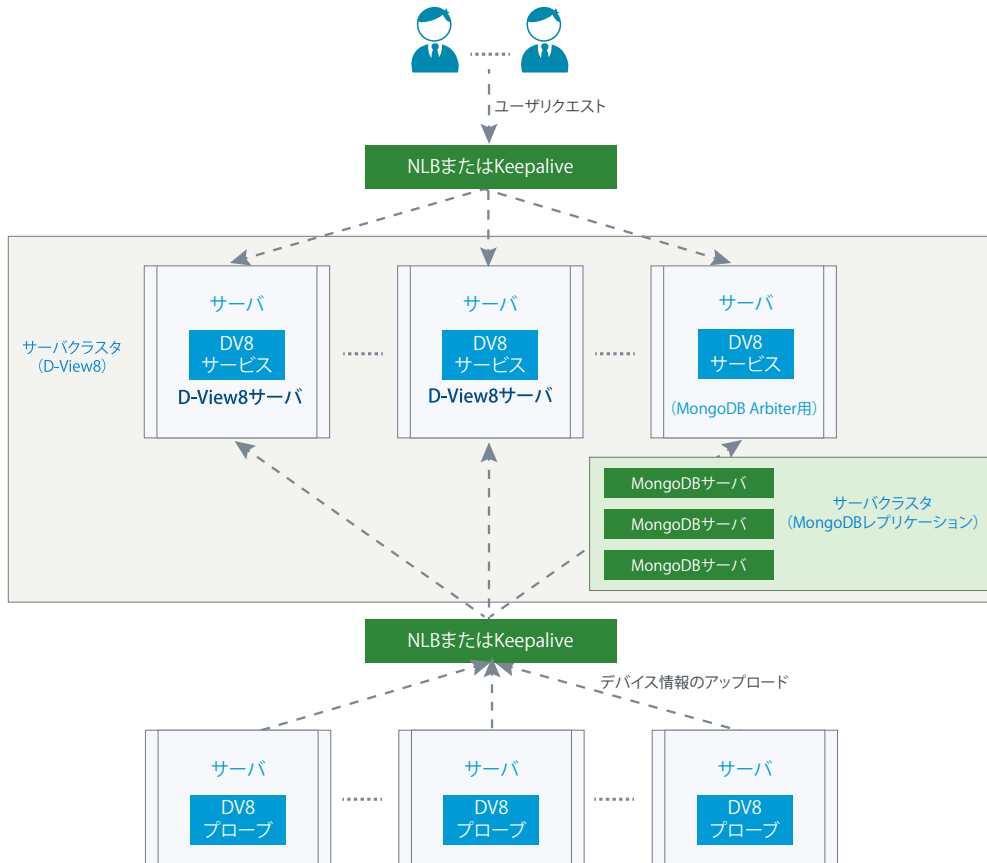 ユーザリクエスト
NLBまたはKeepalive
サーバクラスタ
(D-View8)
サーバ
DV8
サービス
D-View8サーバ
サーバ
DV8
サービス
D-View8サーバ
サーバ
DV8
サービス
(MongoDB Arbiter用)
MongoDBサーバ
MongoDBサーバ
MongoDBサーバ
サーバクラスタ
(MongoDBレプリケーション)
NLBまたはKeepalive
デバイス情報のアップロード
サーバ
DV8
プローブ
サーバ
DV8
プローブ
サーバ
DV8
プローブ